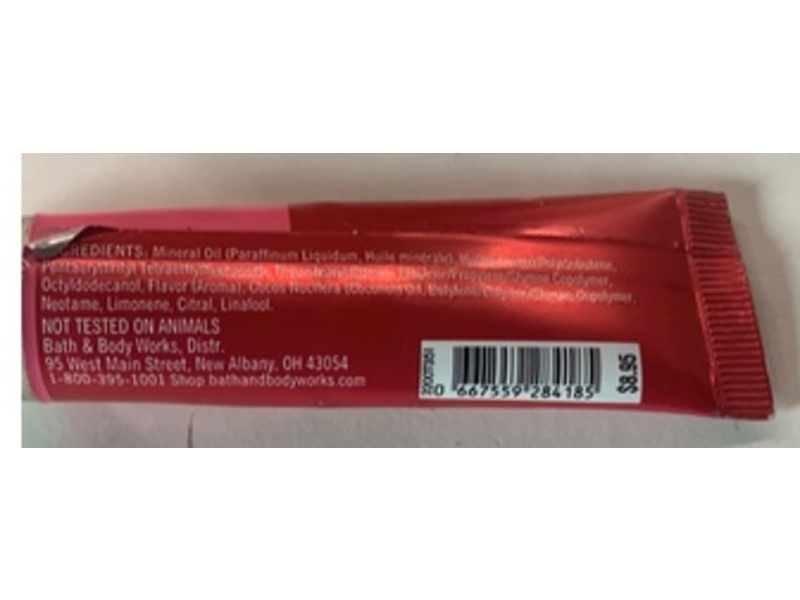 INGREDIENTS: Mineral Oil (Paraffinum Liquidum, Huile minérale),
Pentaerythrityl
Octyldodecanol, Flavor (Aroma), Cocos Nucifera (Coconut) Oil, Copolymer,
Neotame, Limonene, Citral, Linalool.
NOT TESTED ON ANIMALS
Bath & Body Works, Distr.
95 West Main Street, New Albany, OH 43054
1-800-395-1001 Shop bathandbodyworks.com
0 667559 284185
$8.95